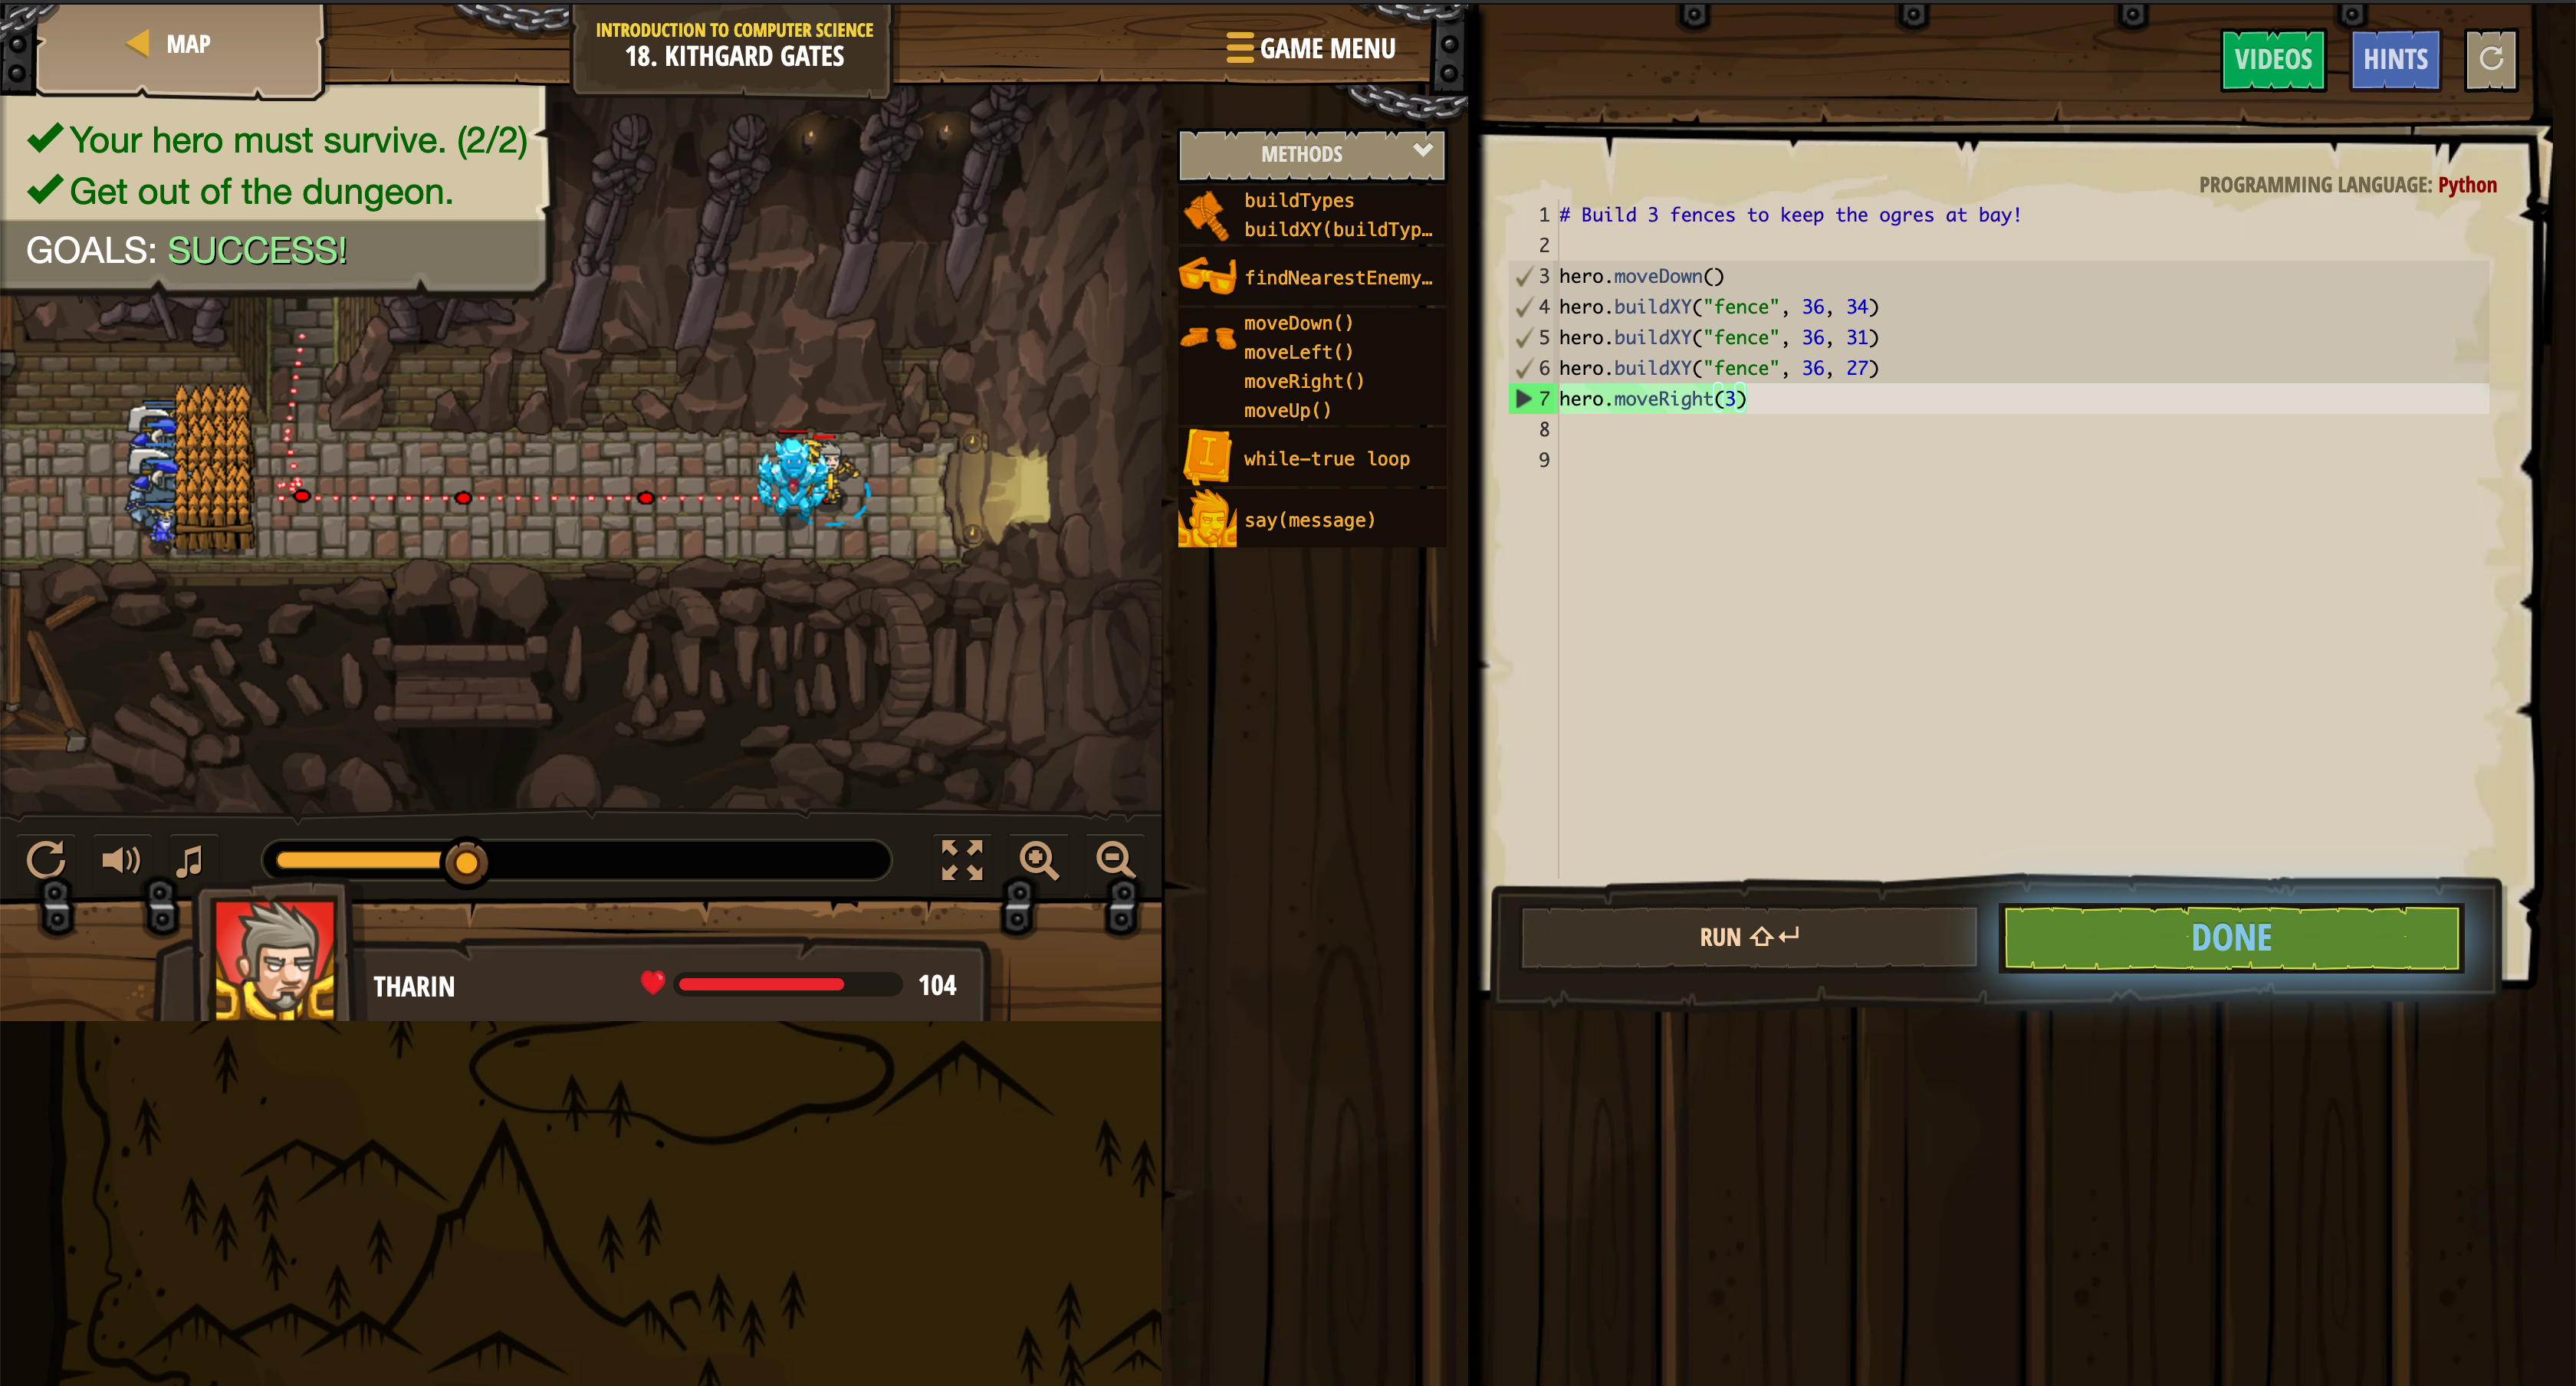 MAP
INTRODUCTION TO COMPUTER SCIENCE
18. KITHGARD GATES
GAME MENU
VIDEOS
HINTS
Your hero must survive. (2/2)
Get out of the dungeon.
GOALS: SUCCESS!
METHODS
buildTypes
buildXY(buildTyp…
findNearestEnemy…
moveDown()
moveLeft()
moveRight()
moveUp()
I
while-true loop
say(message)
PROGRAMMING LANGUAGE: Python
1 # Build 3 fences to keep the ogres at bay!
2
3 hero.moveDown()
4 hero.buildXY("fence", 36, 34)
5 hero.buildXY("fence", 36, 31)
6 hero.buildXY("fence", 36, 27)
7 hero.moveRight(3)
8
9
RUN ⇧↵
DONE
THARIN
104